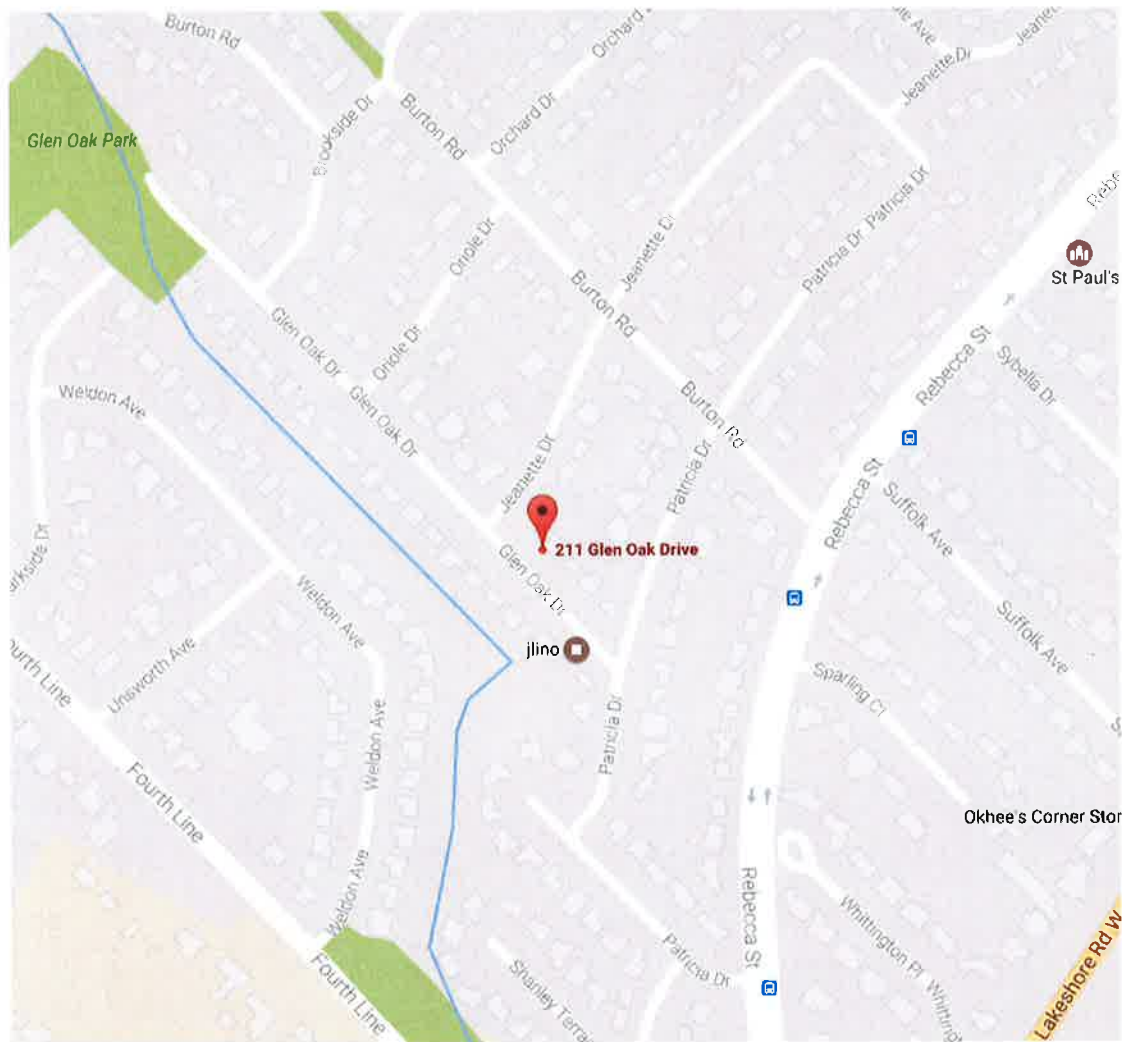 Burton Rd
Orchard
Jeanette Dr
Glen Oak Park
Brookside Dr
Burton Rd
Orchard Dr
Jeanette Dr
Patricia Dr
Patricia Dr
Oriole Dr
Oriole Dr
Burton Rd
St Paul's
Glen Oak Dr
Glen Oak Dr
Weldon Ave
Burton Rd
Rebecca St
Sybella Dr
Jeanette Dr
Patricia Dr
Rebecca St
Suffolk Ave
211 Glen Oak Drive
Glen Oak Dr
Weldon Ave
Suffolk Ave
jlino
Unsworth Ave
Sparling Ct
Patricia Dr
Weldon Ave
Fourth Line
Okhee's Corner Stor
Weldon Ave
Rebecca St
Whittington Pl
Whittingt
Patricia Dr
Lakeshore Rd W
Fourth Line
Shanley Terra